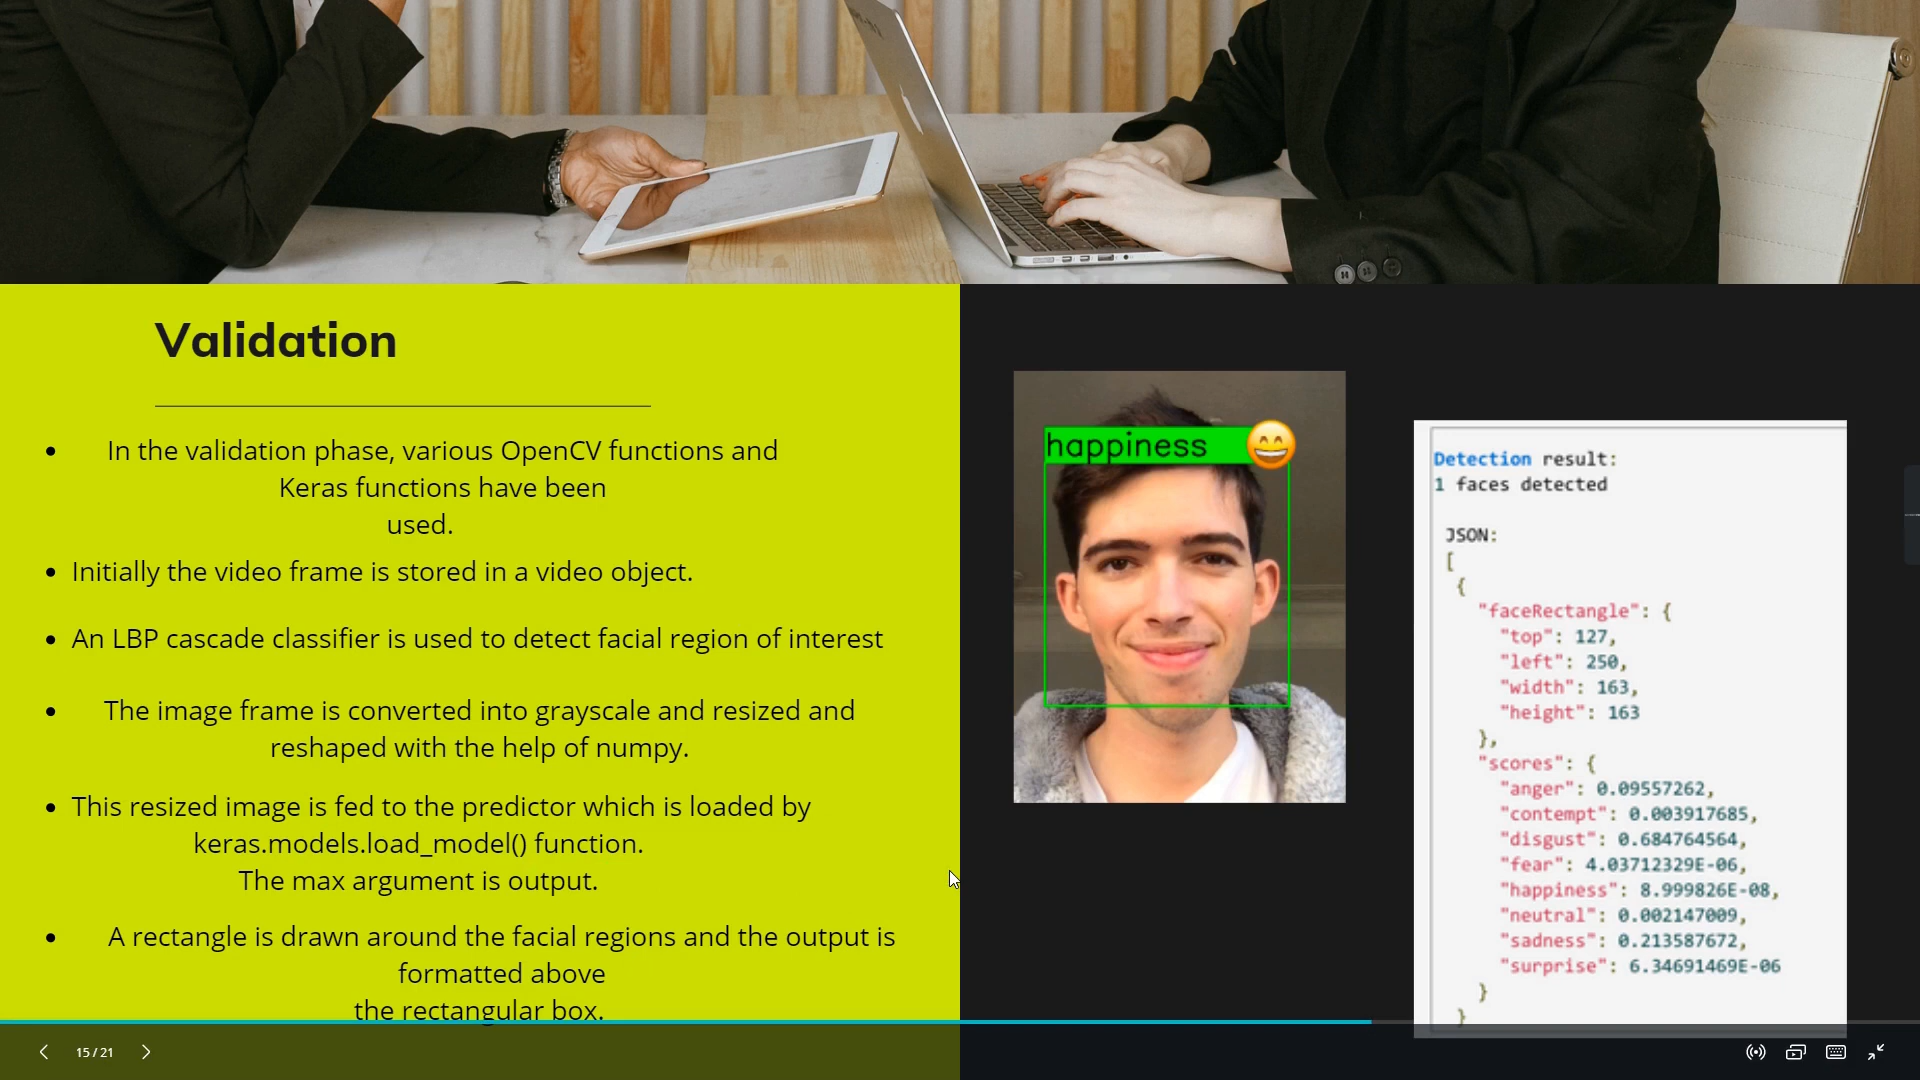 Validation
• In the validation phase, various OpenCV functions and
Keras functions have been
used.
• Initially the video frame is stored in a video object.
• An LBP cascade classifier is used to detect facial region of interest
• The image frame is converted into grayscale and resized and
reshaped with the help of numpy.
• This resized image is fed to the predictor which is loaded by
keras.models.load_model() function.
The max argument is output.
• A rectangle is drawn around the facial regions and the output is
formatted above
the rectangular box.
happiness
Detection result:
1 faces detected
JSON:
[
{
"faceRectangle": {
"top": 127,
"left": 250,
"width": 163,
"height": 163
},
"scores": {
"anger": 0.09557262,
"contempt": 0.003917685,
"disgust": 0.684764564,
"fear": 4.03712329E-06,
"happiness": 8.999826E-08,
"neutral": 0.002147009,
"sadness": 0.213587672,
"surprise": 6.34691469E-06
}
}
15 / 21